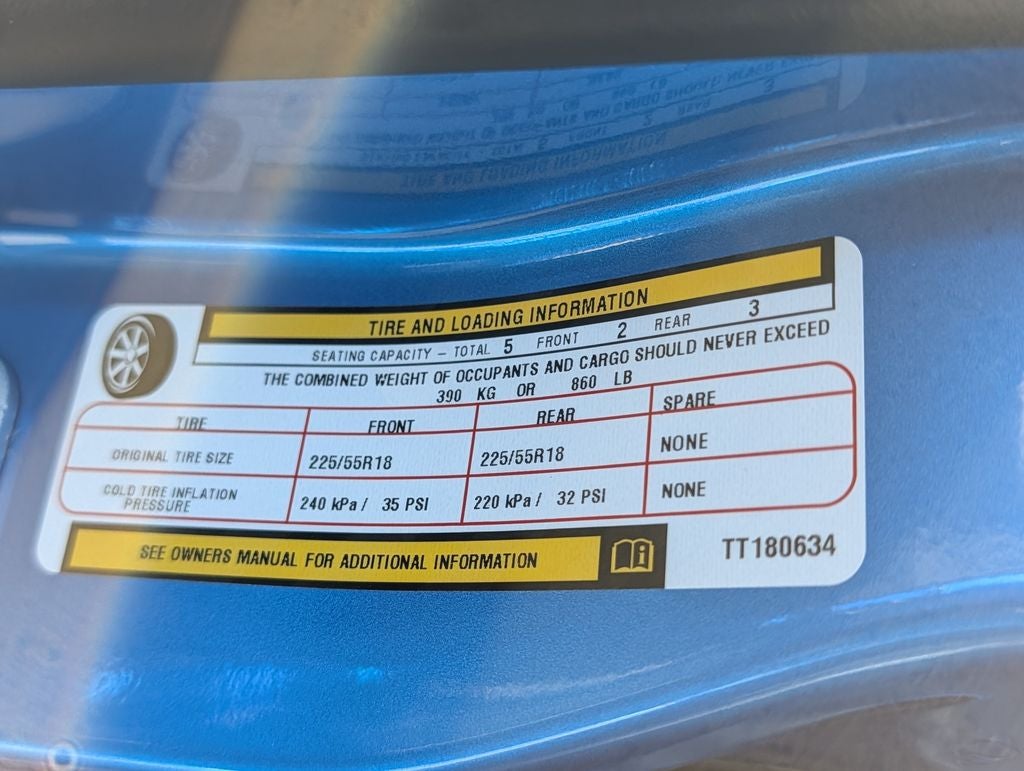 TIRE AND LOADING INFORMATION
SEATING CAPACITY – TOTAL 5 FRONT 2 REAR 3
THE COMBINED WEIGHT OF OCCUPANTS AND CARGO SHOULD NEVER EXCEED
390 KG OR 860 LB
TIRE FRONT REAR SPARE
ORIGINAL TIRE SIZE 225/55R18 225/55R18 NONE
COLD TIRE INFLATION
PRESSURE 240 kPa / 35 PSI 220 kPa / 32 PSI NONE
SEE OWNERS MANUAL FOR ADDITIONAL INFORMATION
TT180634